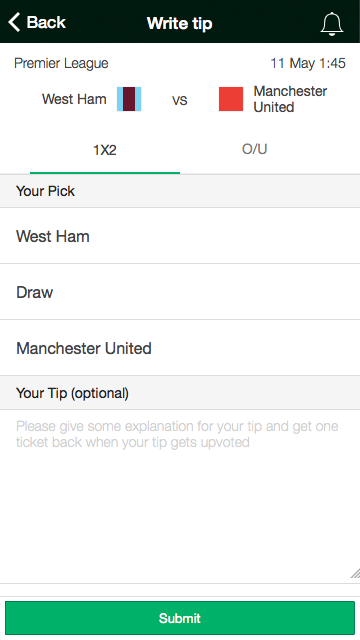 Back
Write tip
Premier League
11 May 1:45
West Ham
vs
Manchester
United
1X2
O/U
Your Pick
West Ham
Draw
Manchester United
Your Tip (optional)
Please give some explanation for your tip and get one
ticket back when your tip gets upvoted
Submit